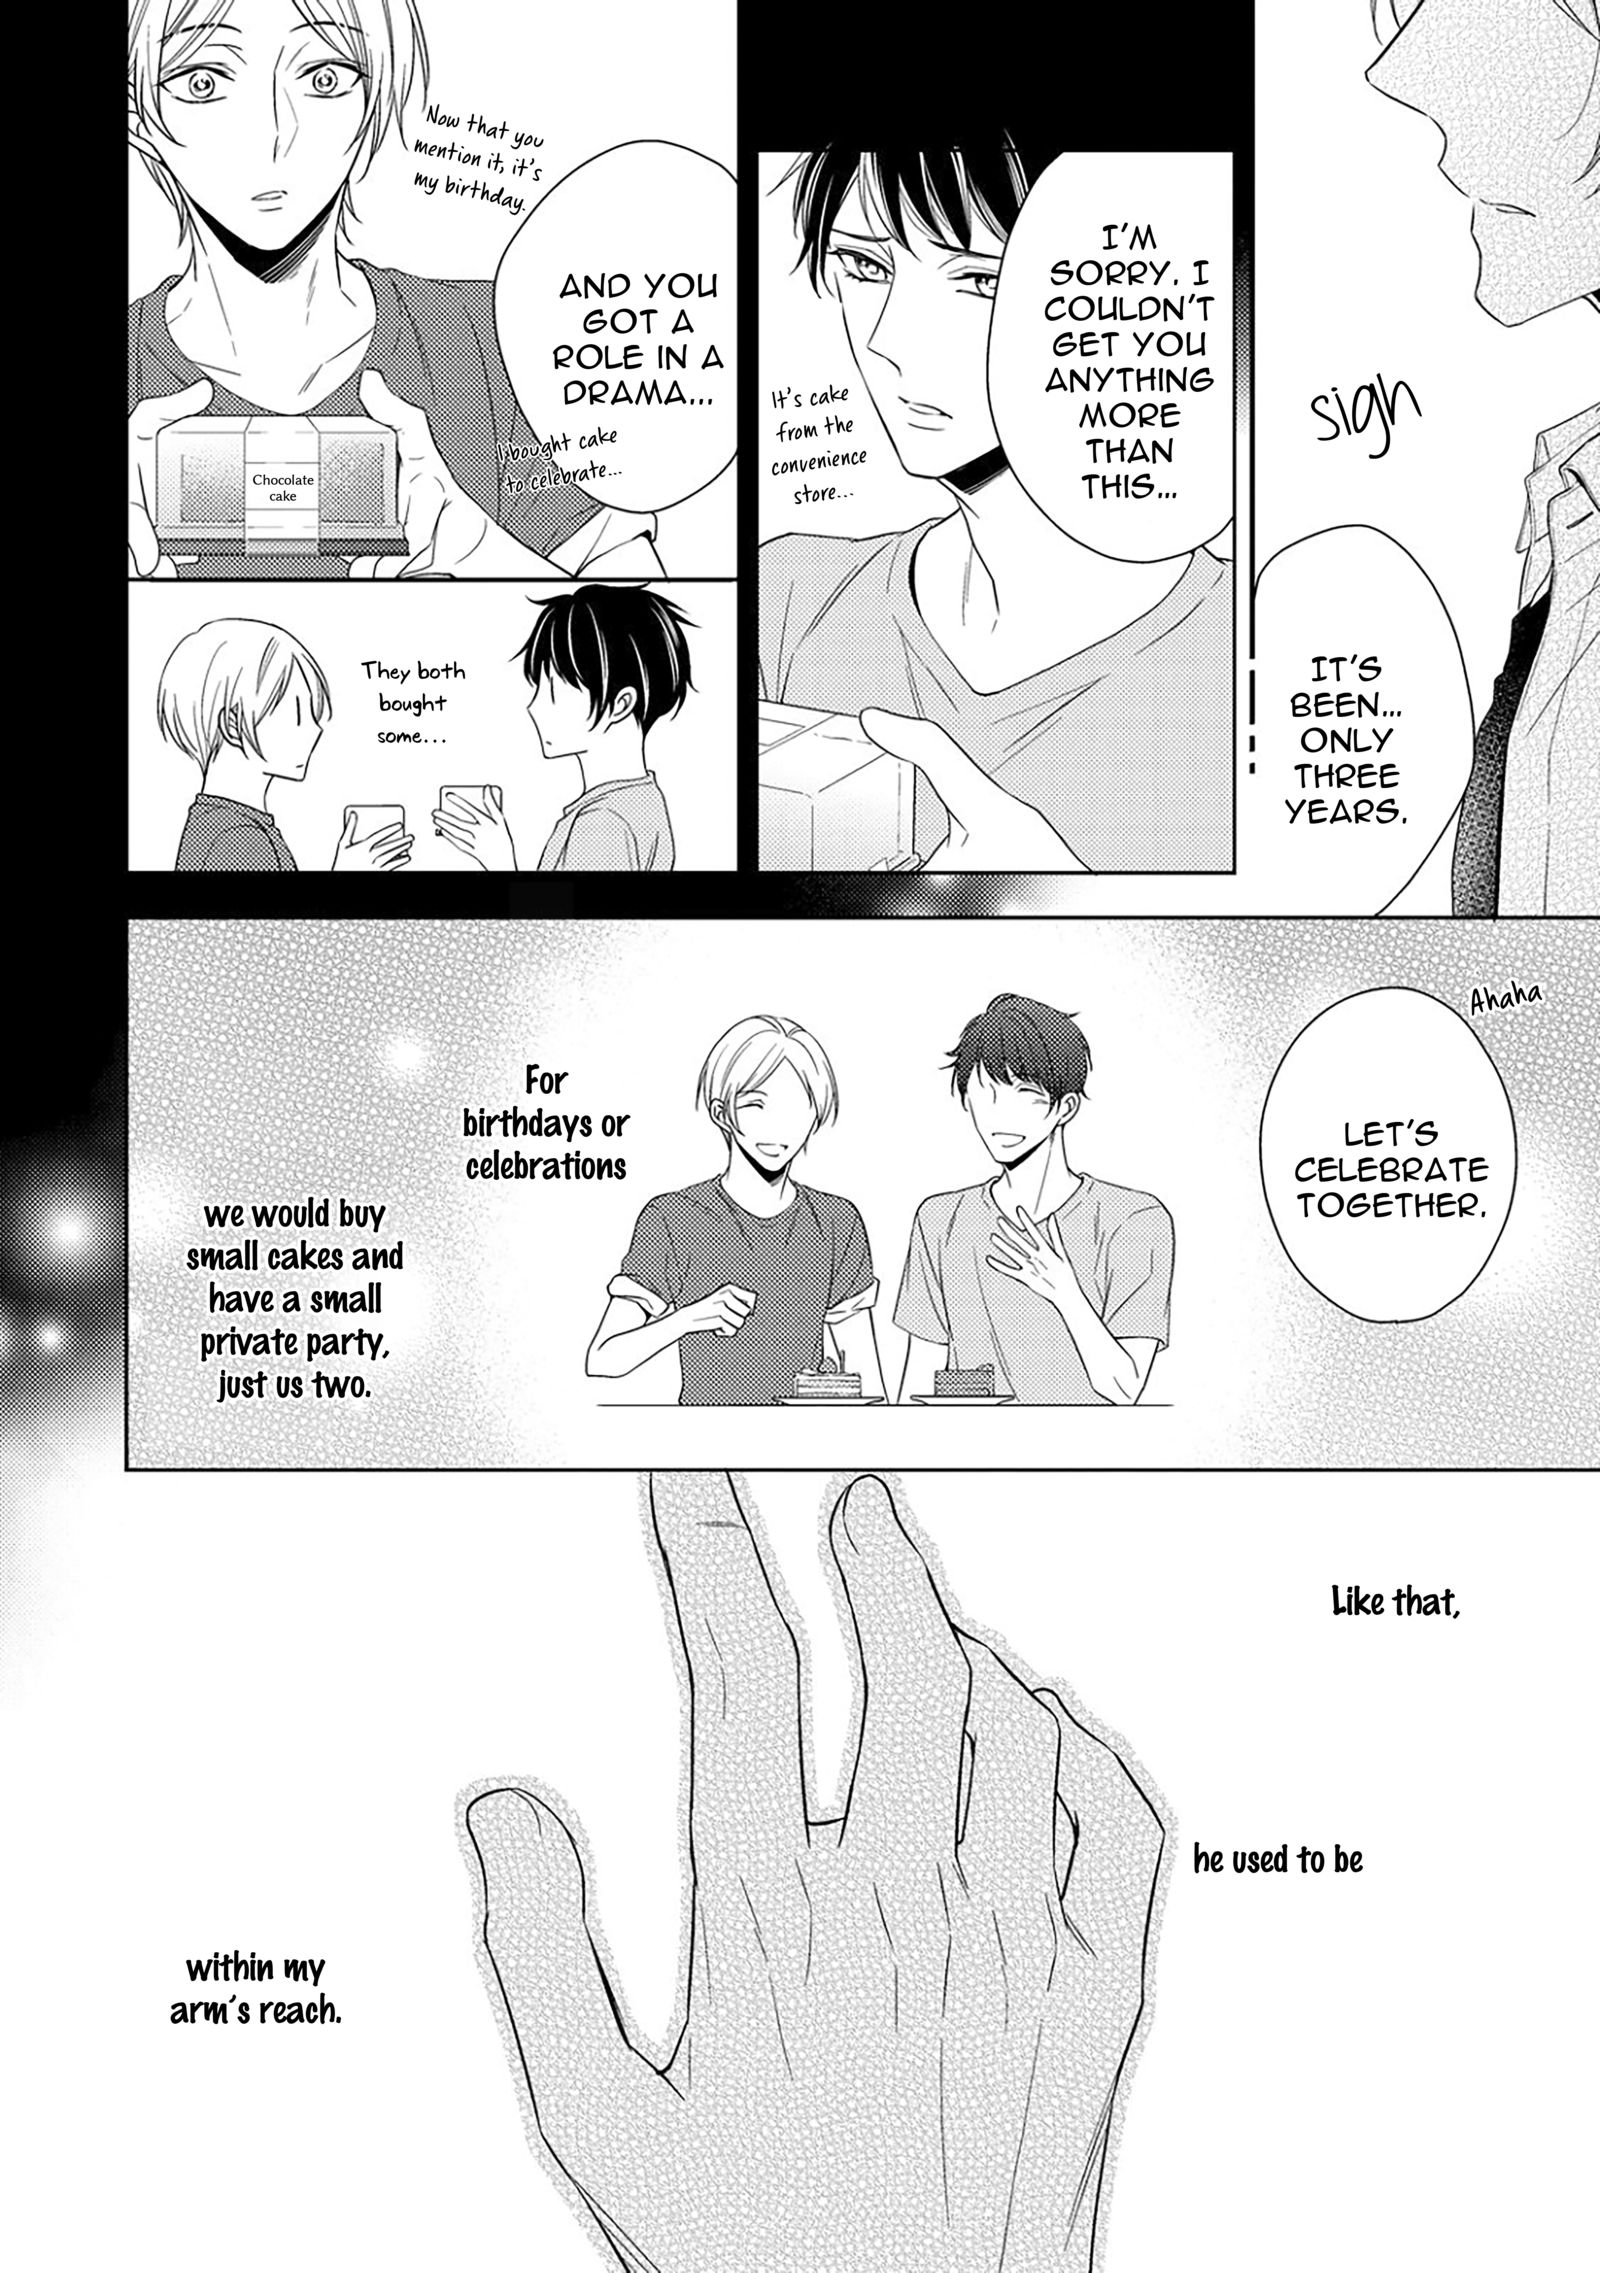 sigh
IT'S
BEEN...
ONLY
THREE
YEARS.
I'M
SORRY. I
COULDN'T
GET YOU
ANYTHING
MORE
THAN
THIS...
It's cake
from the
convenience
store...
AND YOU
GOT A
ROLE IN A
DRAMA...
I bought cake
to celebrate...
Now that you
mention it, it's
my birthday.
Chocolate
cake
They both
bought
some...
Ahaha
LET'S
CELEBRATE
TOGETHER.
For
birthdays or
celebrations
we would buy
small cakes and
have a small
private party,
just us two.
Like that,
he used to be
within my
arm's reach.